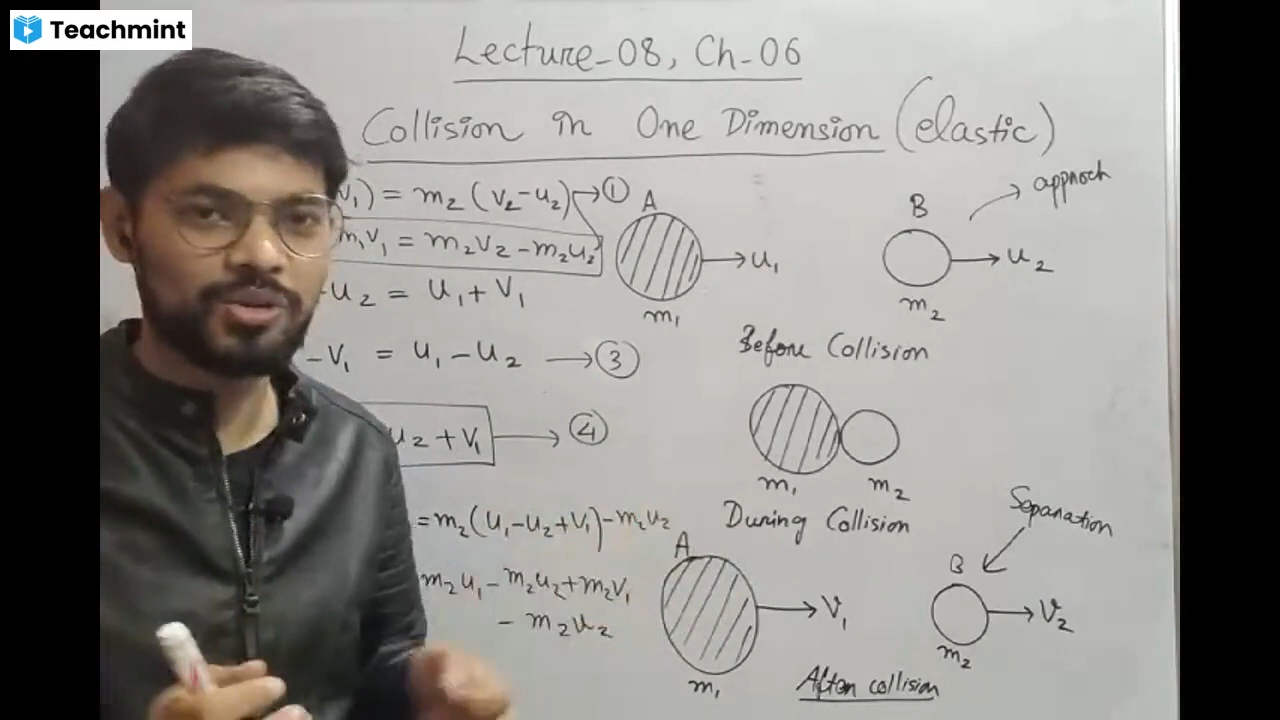 Teachmint
Lecture-08, Ch-06
Collision in One Dimension (elastic)
V₁) = m₂ (V₂-u₂) → ①
m₁V₁ = m₂V₂ - m₂u₂
-u₂ = u₁ + V₁
-V₁ = u₁ - u₂ → ③
u₂ + V₁ → ④
= m₂(u₁-u₂+V₁) - m₂u₂
m₂u₁ - m₂u₂ + m₂V₁
- m₂u₂
A
→ u₁
m₁
B
→ u₂
m₂
→ approch
Before Collision
m₁ m₂
During Collision
Separation
A
→ V₁
m₁
B
→ V₂
m₂
After collision